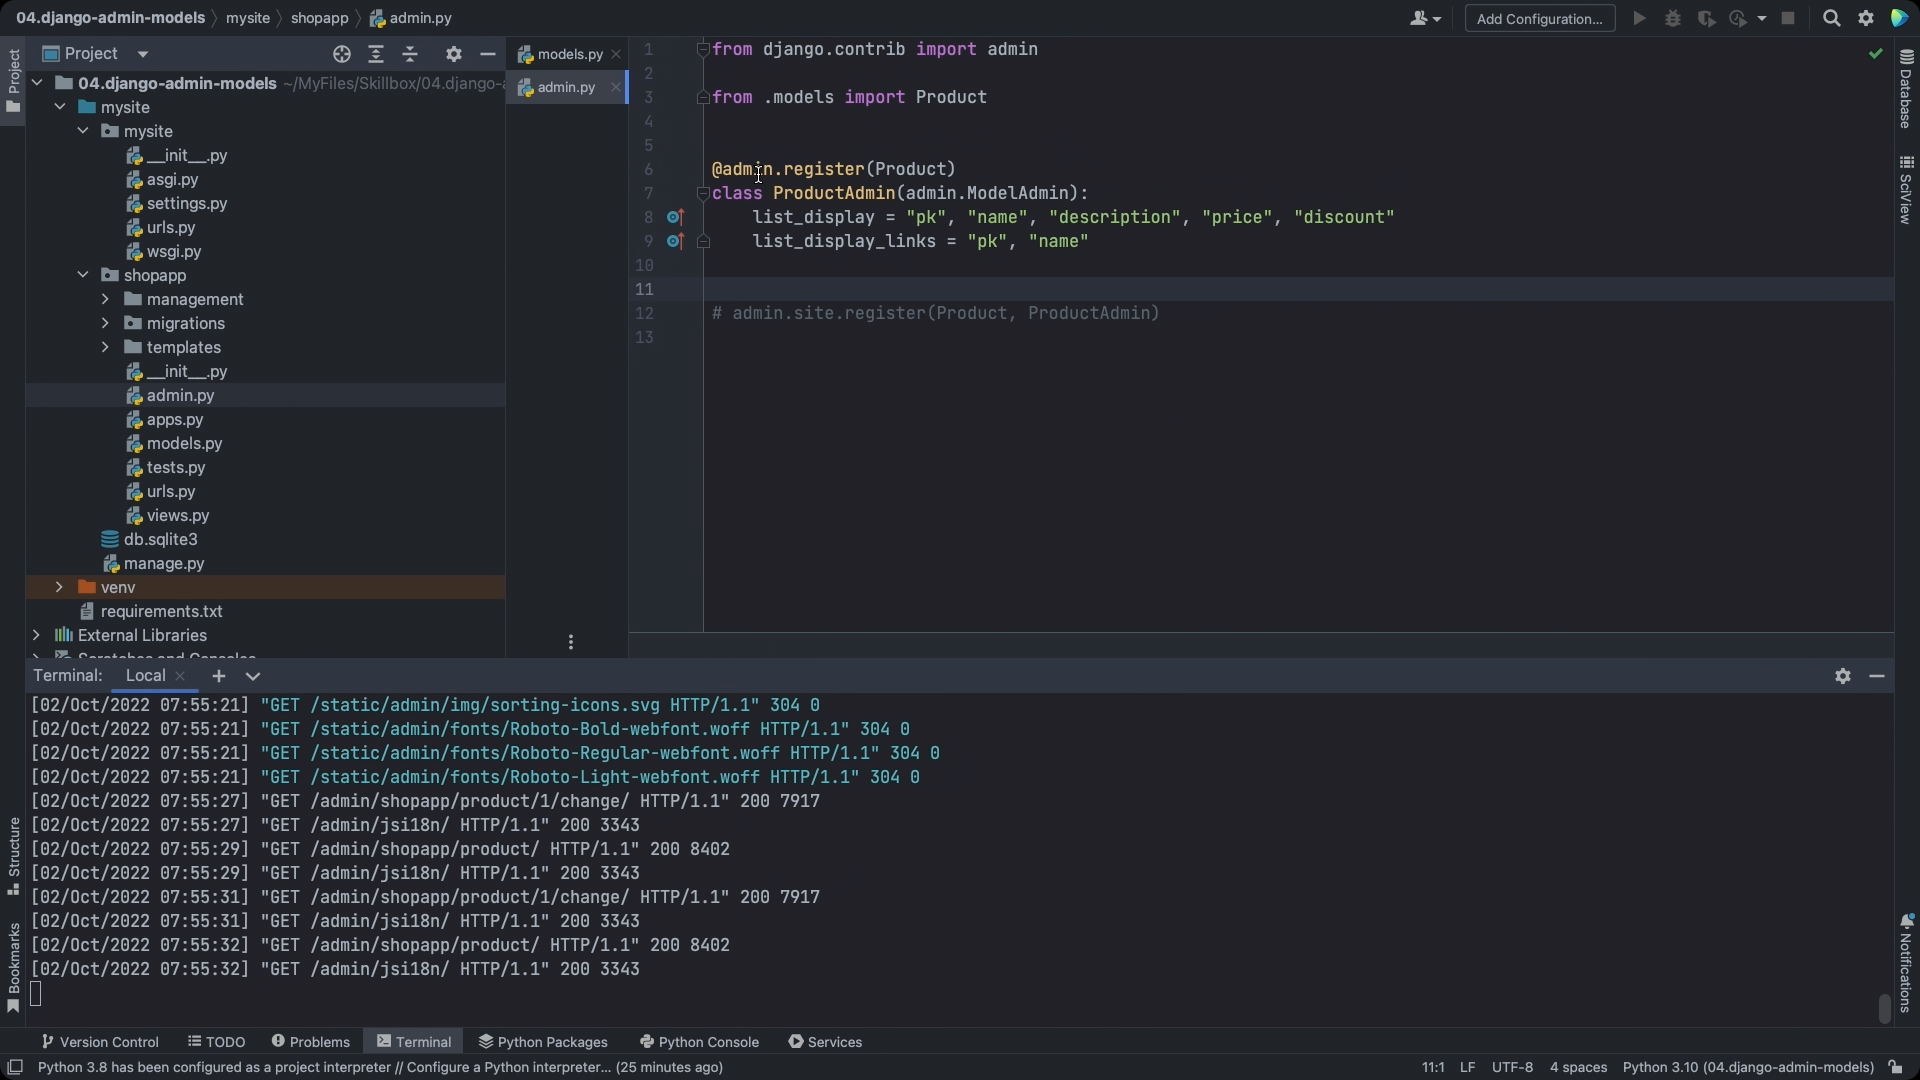 04.django-admin-models
mysite
shopapp
admin.py
Add Configuration...
Project
Project
models.py
admin.py
04.django-admin-models ~/MyFiles/Skillbox/04.django-a
mysite
mysite
__init__.py
asgi.py
settings.py
urls.py
wsgi.py
shopapp
management
migrations
templates
__init__.py
admin.py
apps.py
models.py
tests.py
urls.py
views.py
db.sqlite3
manage.py
venv
requirements.txt
External Libraries
Scratches and Consoles
1 from django.contrib import admin
2
3 from .models import Product
4
5
6 @admin.register(Product)
7 class ProductAdmin(admin.ModelAdmin):
8 list_display = "pk", "name", "description", "price", "discount"
9 list_display_links = "pk", "name"
10
11
12 # admin.site.register(Product, ProductAdmin)
13
Database
SciView
Notifications
Structure
Bookmarks
Terminal: Local
[02/Oct/2022 07:55:21] "GET /static/admin/img/sorting-icons.svg HTTP/1.1" 304 0
[02/Oct/2022 07:55:21] "GET /static/admin/fonts/Roboto-Bold-webfont.woff HTTP/1.1" 304 0
[02/Oct/2022 07:55:21] "GET /static/admin/fonts/Roboto-Regular-webfont.woff HTTP/1.1" 304 0
[02/Oct/2022 07:55:21] "GET /static/admin/fonts/Roboto-Light-webfont.woff HTTP/1.1" 304 0
[02/Oct/2022 07:55:27] "GET /admin/shopapp/product/1/change/ HTTP/1.1" 200 7917
[02/Oct/2022 07:55:27] "GET /admin/jsi18n/ HTTP/1.1" 200 3343
[02/Oct/2022 07:55:29] "GET /admin/shopapp/product/ HTTP/1.1" 200 8402
[02/Oct/2022 07:55:29] "GET /admin/jsi18n/ HTTP/1.1" 200 3343
[02/Oct/2022 07:55:31] "GET /admin/shopapp/product/1/change/ HTTP/1.1" 200 7917
[02/Oct/2022 07:55:31] "GET /admin/jsi18n/ HTTP/1.1" 200 3343
[02/Oct/2022 07:55:32] "GET /admin/shopapp/product/ HTTP/1.1" 200 8402
[02/Oct/2022 07:55:32] "GET /admin/jsi18n/ HTTP/1.1" 200 3343
Version Control
TODO
Problems
Terminal
Python Packages
Python Console
Services
Python 3.8 has been configured as a project interpreter // Configure a Python interpreter... (25 minutes ago)
11:1 LF UTF-8 4 spaces Python 3.10 (04.django-admin-models)